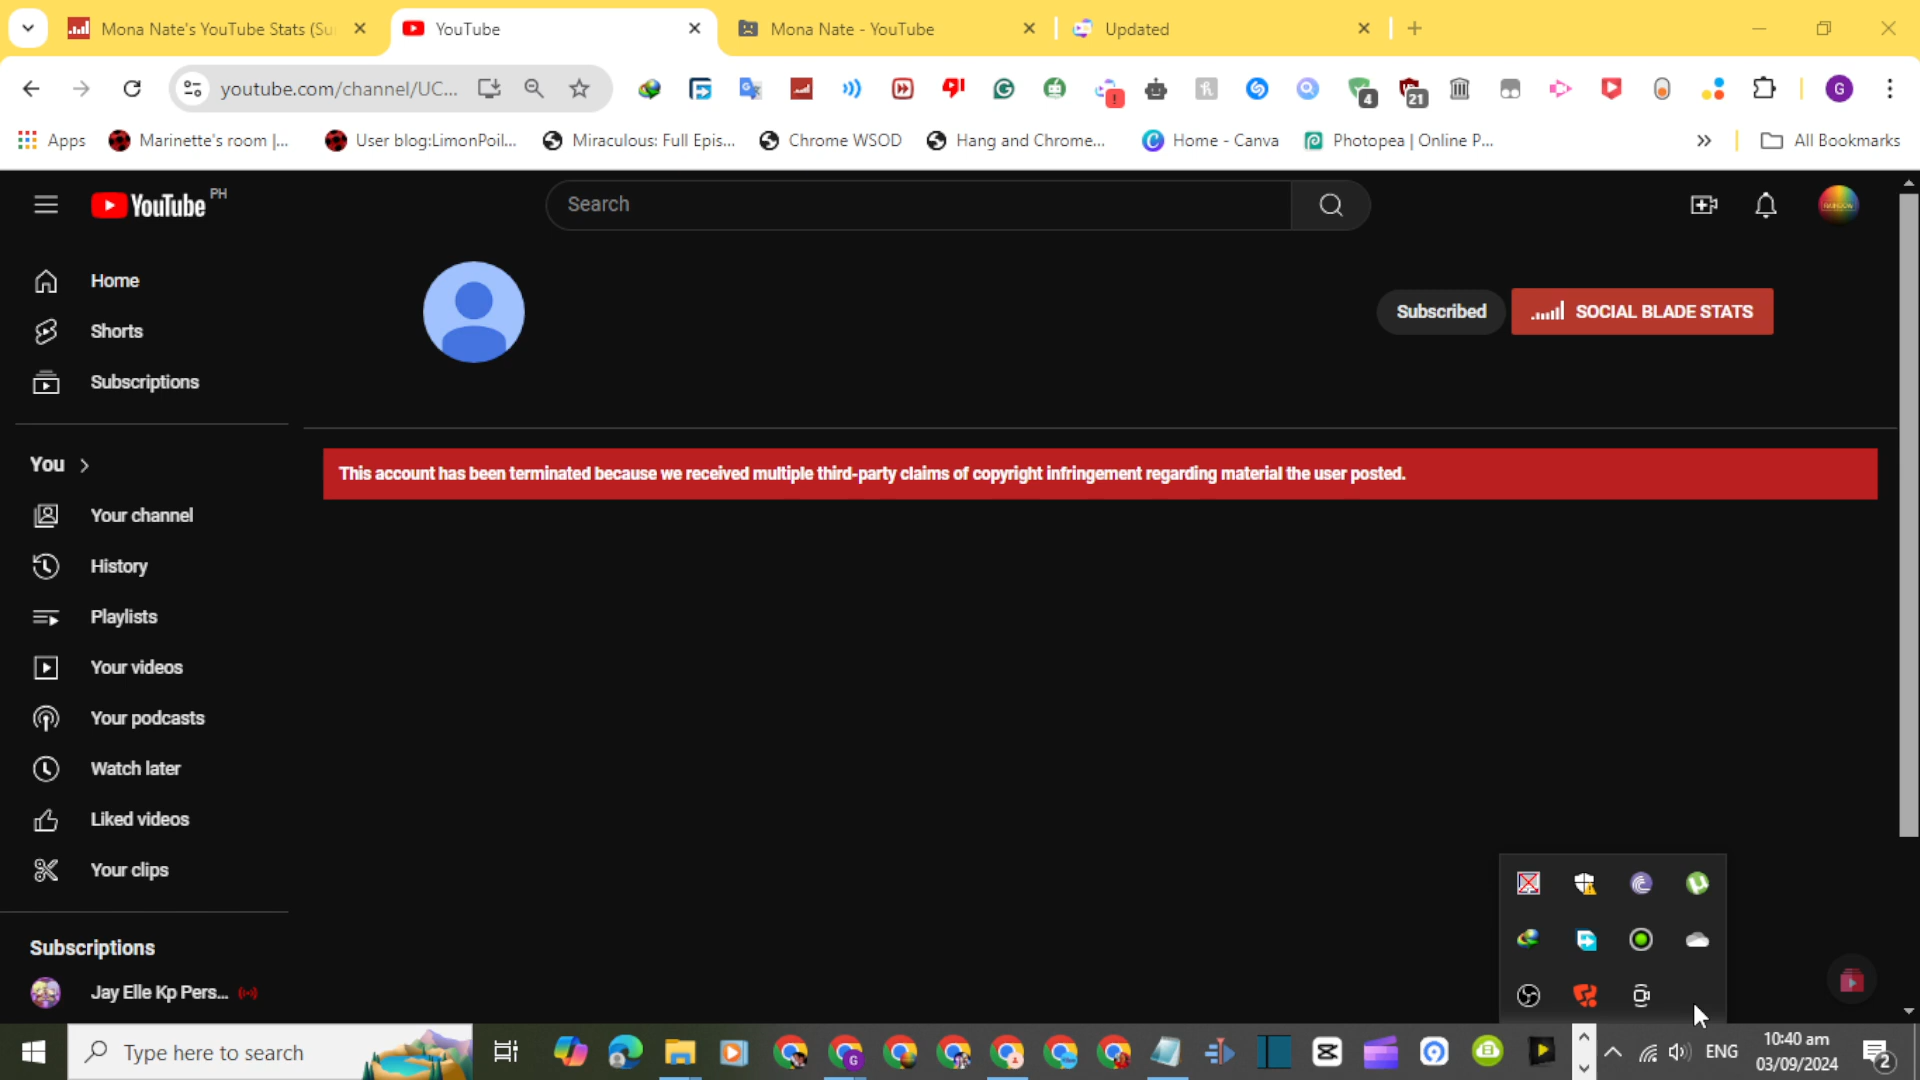 Mona Nate's YouTube Stats (Su
YouTube
Mona Nate - YouTube
Updated
youtube.com/channel/UC...
4
21
G
Apps
Marinette's room |...
User blog:LimonPoil...
Miraculous: Full Epis...
Chrome WSOD
Hang and Chrome...
Home - Canva
Photopea | Online P...
All Bookmarks
YouTube PH
Search
Home
Shorts
Subscriptions
Subscribed
SOCIAL BLADE STATS
You
This account has been terminated because we received multiple third-party claims of copyright infringement regarding material the user posted.
Your channel
History
Playlists
Your videos
Your podcasts
Watch later
Liked videos
Your clips
Subscriptions
Jay Elle Kp Pers...
Type here to search
ENG
10:40 am
03/09/2024
2